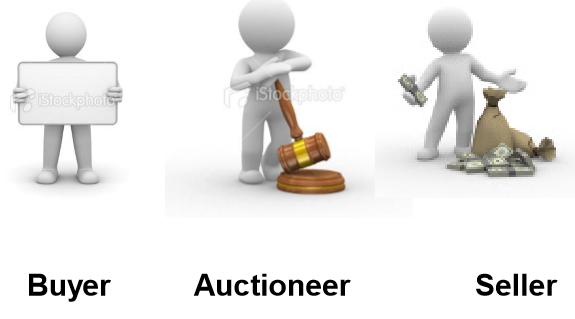 iStockphoto
iStockphoto
Buyer
Auctioneer
Seller